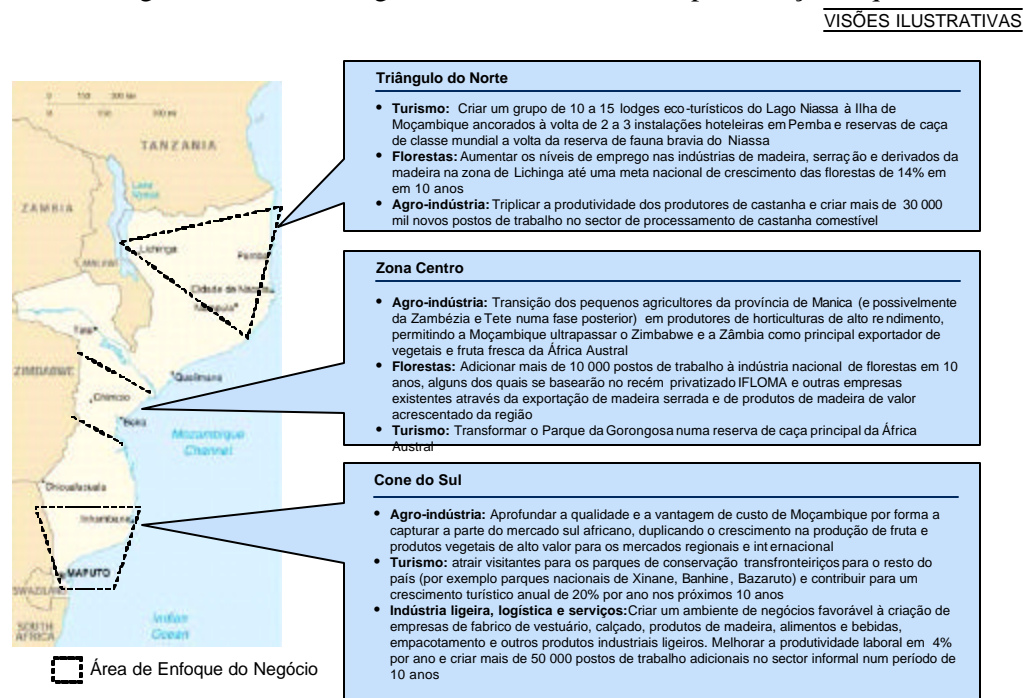 VISÕES ILUSTRATIVAS
Triângulo do Norte
• Turismo: Criar um grupo de 10 a 15 lodges eco-turísticos do Lago Niassa à Ilha de
Moçambique ancorados à volta de 2 a 3 instalações hoteleiras em Pemba e reservas de caça
de classe mundial a volta da reserva de fauna bravia do Niassa
• Florestas: Aumentar os níveis de emprego nas indústrias de madeira, serração e derivados da
madeira na zona de Lichinga até uma meta nacional de crescimento das florestas de 14% em
em 10 anos
• Agro-indústria: Triplicar a produtividade dos produtores de castanha e criar mais de 30 000
mil novos postos de trabalho no sector de processamento de castanha comestível
TANZANIA
ZAMBIA
Lichinga
Pemba
Cidade de
Tete
ZIMBABWE
Quelimane
Chimoio
Beira
Mozambique
Channel
Chicualacuala
Inhambane
MAPUTO
SWAZILAND
SOUTH
AFRICA
Indian
Ocean
Zona Centro
• Agro-indústria: Transição dos pequenos agricultores da província de Manica (e possivelmente
da Zambézia e Tete numa fase posterior) em produtores de horticulturas de alto rendimento,
permitindo a Moçambique ultrapassar o Zimbabwe e a Zâmbia como principal exportador de
vegetais e fruta fresca da África Austral
• Florestas: Adicionar mais de 10 000 postos de trabalho à indústria nacional de florestas em 10
anos, alguns dos quais se basearão no recém privatizado IFLOMA e outras empresas
existentes através da exportação de madeira serrada e de produtos de madeira de valor
acrescentado da região
• Turismo: Transformar o Parque da Gorongosa numa reserva de caça principal da África
Austral
Cone do Sul
• Agro-indústria: Aprofundar a qualidade e a vantagem de custo de Moçambique por forma a
capturar a parte do mercado sul africano, duplicando o crescimento na produção de fruta e
produtos vegetais de alto valor para os mercados regionais e internacional
• Turismo: atrair visitantes para os parques de conservação transfronteiriços para o resto do
país (por exemplo parques nacionais de Xinane, Banhine, Bazaruto) e contribuir para um
crescimento turístico anual de 20% por ano nos próximos 10 anos
• Indústria ligeira, logística e serviços:Criar um ambiente de negócios favorável à criação de
empresas de fabrico de vestuário, calçado, produtos de madeira, alimentos e bebidas,
empacotamento e outros produtos industriais ligeiros. Melhorar a produtividade laboral em 4%
por ano e criar mais de 50 000 postos de trabalho adicionais no sector informal num período de
10 anos
Área de Enfoque do Negócio